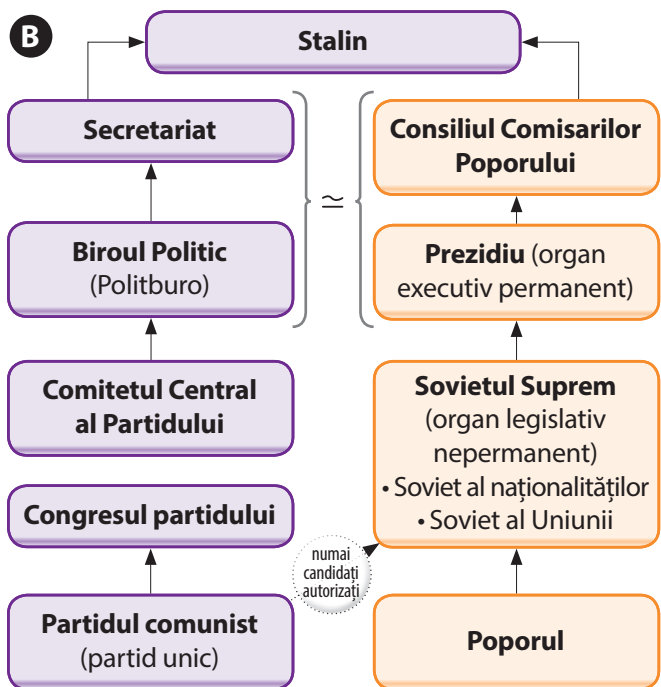 B
Stalin
Secretariat
Biroul Politic
(Politburo)
Comitetul Central
al Partidului
Congresul partidului
Partidul comunist
(partid unic)
≃
numai
candidați
autorizați
Consiliul Comisarilor
Poporului
Prezidiu (organ
executiv permanent)
Sovietul Suprem
(organ legislativ
nepermanent)
• Soviet al naționalităților
• Soviet al Uniunii
Poporul